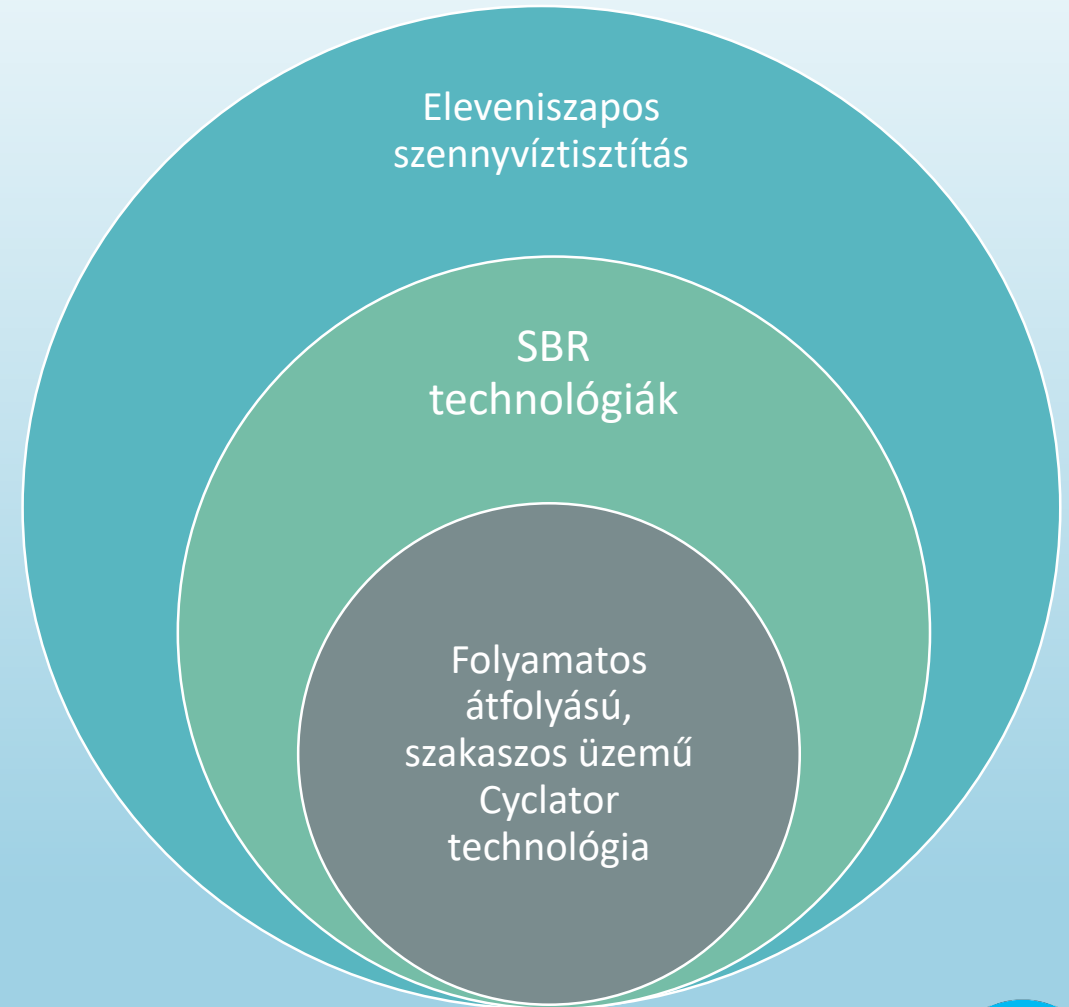 Eleveniszapos
szennyvíztisztítás
SBR
technológiák
Folyamatos
átfolyású,
szakaszos üzemű
Cyclator
technológia